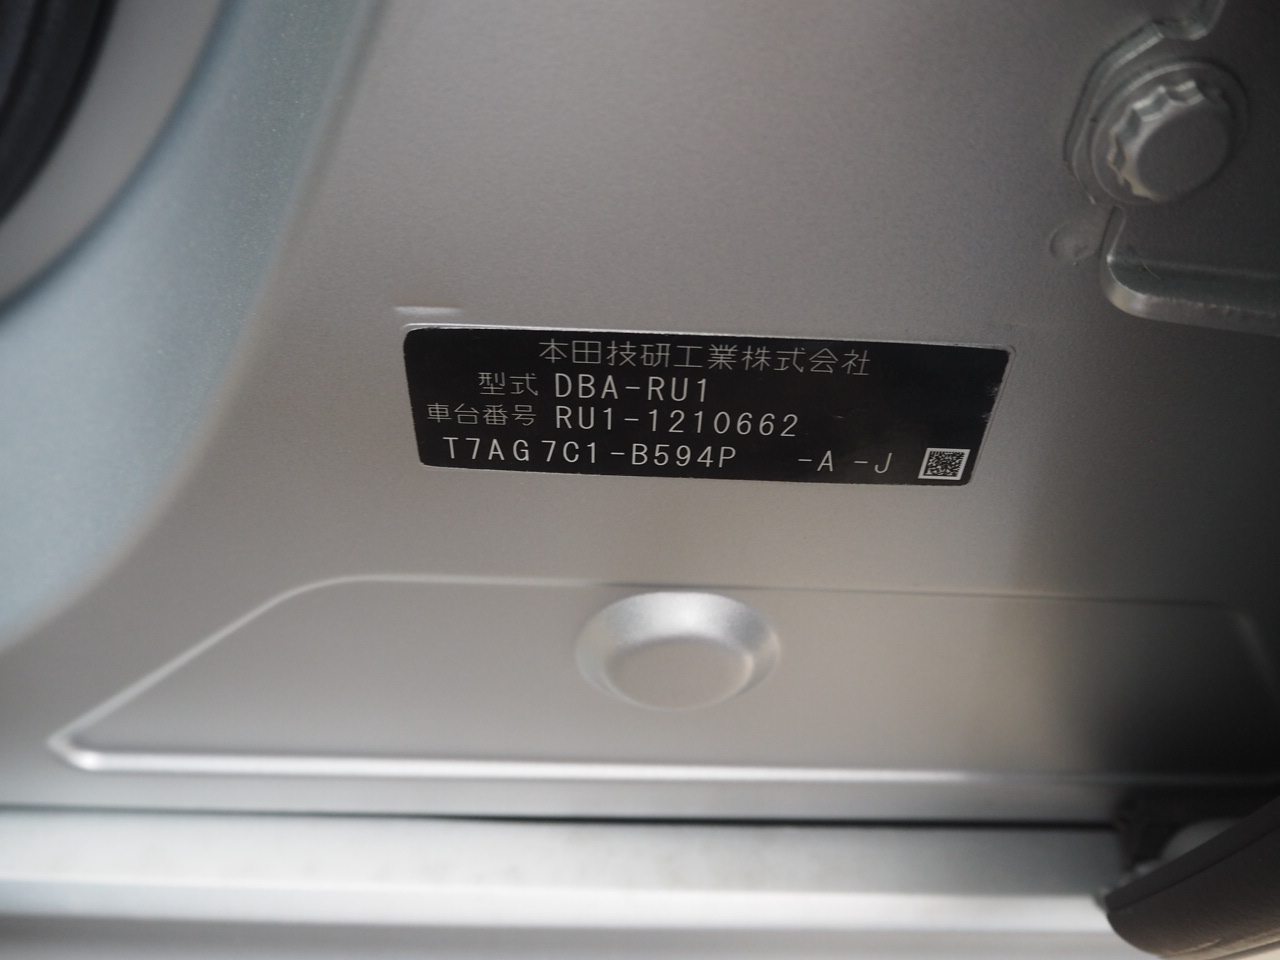 本田技研工業株式会社
型式 DBA-RU1
車台番号 RU1-1210662
T7AG7C1-B594P -A -J